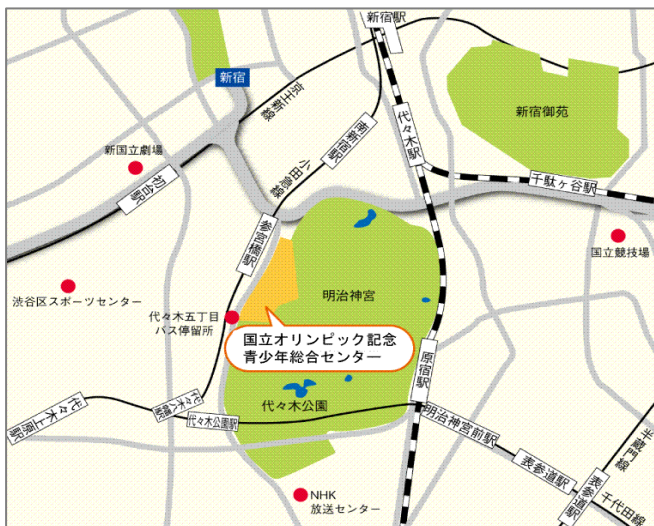 新宿駅
新宿
京王新線
新宿御苑
代々木駅
南新宿駅
新国立劇場
小田急線
初台駅
千駄ヶ谷駅
参宮橋駅
国立競技場
渋谷区スポーツセンター
明治神宮
代々木五丁目
バス停留所
国立オリンピック記念
青少年総合センター
原宿駅
代々木八幡駅
代々木公園
代々木上原駅
代々木公園駅
明治神宮前駅
半蔵門線
表参道駅
表参道駅
千代田線
NHK
放送センター